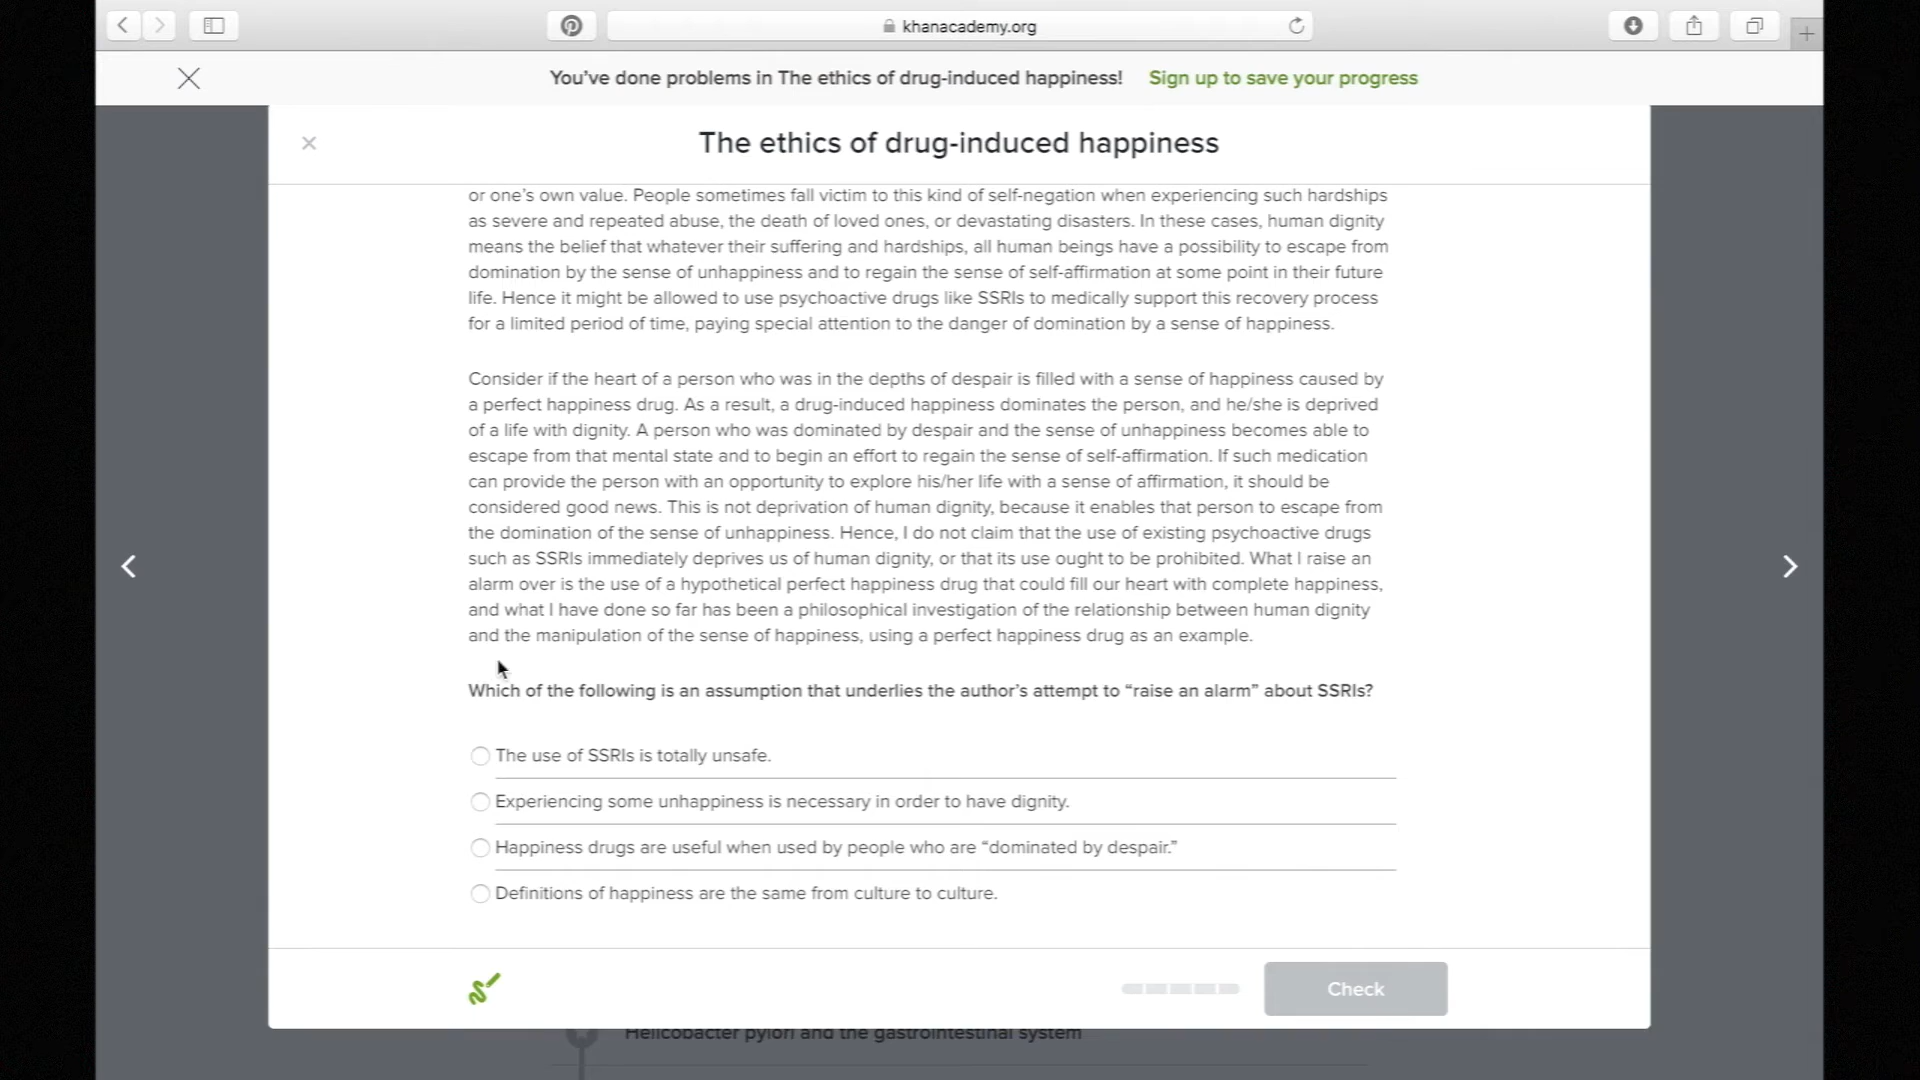 khanacademy.org
You've done problems in The ethics of drug-induced happiness! Sign up to save your progress
The ethics of drug-induced happiness
or one's own value. People sometimes fall victim to this kind of self-negation when experiencing such hardships
as severe and repeated abuse, the death of loved ones, or devastating disasters. In these cases, human dignity
means the belief that whatever their suffering and hardships, all human beings have a possibility to escape from
domination by the sense of unhappiness and to regain the sense of self-affirmation at some point in their future
life. Hence it might be allowed to use psychoactive drugs like SSRIs to medically support this recovery process
for a limited period of time, paying special attention to the danger of domination by a sense of happiness.
Consider if the heart of a person who was in the depths of despair is filled with a sense of happiness caused by
a perfect happiness drug. As a result, a drug-induced happiness dominates the person, and he/she is deprived
of a life with dignity. A person who was dominated by despair and the sense of unhappiness becomes able to
escape from that mental state and to begin an effort to regain the sense of self-affirmation. If such medication
can provide the person with an opportunity to explore his/her life with a sense of affirmation, it should be
considered good news. This is not deprivation of human dignity, because it enables that person to escape from
the domination of the sense of unhappiness. Hence, I do not claim that the use of existing psychoactive drugs
such as SSRIs immediately deprives us of human dignity, or that its use ought to be prohibited. What I raise an
alarm over is the use of a hypothetical perfect happiness drug that could fill our heart with complete happiness,
and what I have done so far has been a philosophical investigation of the relationship between human dignity
and the manipulation of the sense of happiness, using a perfect happiness drug as an example.
Which of the following is an assumption that underlies the author's attempt to “raise an alarm” about SSRIs?
The use of SSRIs is totally unsafe.
Experiencing some unhappiness is necessary in order to have dignity.
Happiness drugs are useful when used by people who are “dominated by despair.”
Definitions of happiness are the same from culture to culture.
Check
Helicobacter pylori and the gastrointestinal system